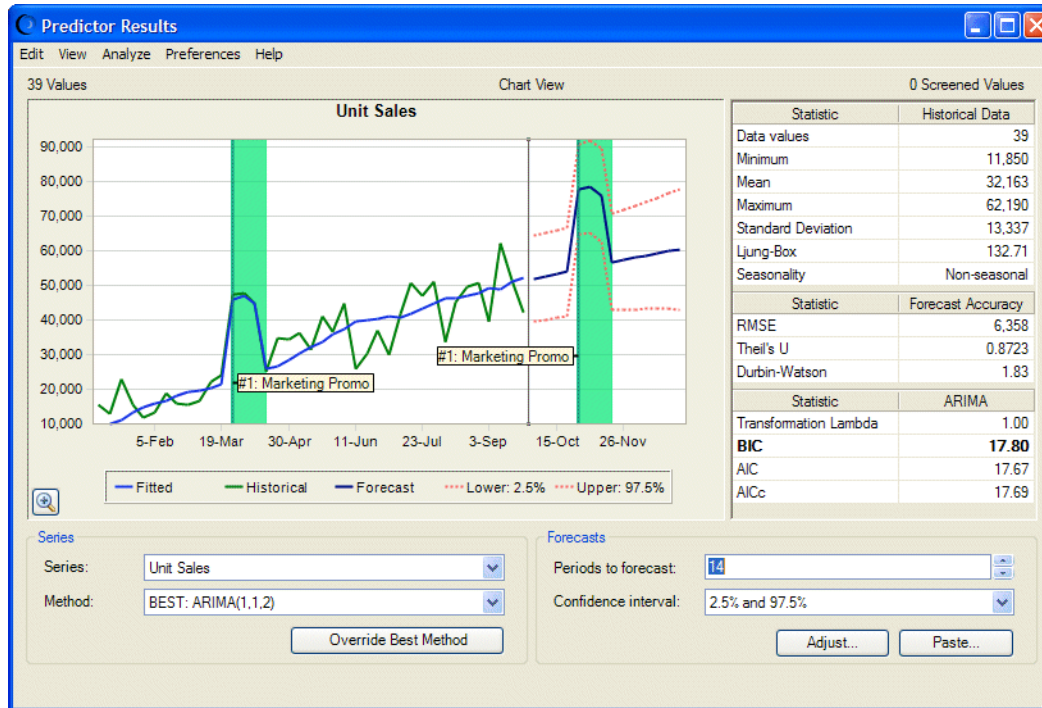 Predictor Results
Edit View Analyze Preferences Help
39 Values Chart View 0 Screened Values
Unit Sales
90,000
80,000
70,000
60,000
50,000
40,000
30,000
20,000
10,000
#1: Marketing Promo
#1: Marketing Promo
5-Feb 19-Mar 30-Apr 11-Jun 23-Jul 3-Sep 15-Oct 26-Nov
Fitted Historical Forecast Lower: 2.5% Upper: 97.5%
Statistic Historical Data
Data values 39
Minimum 11,850
Mean 32,163
Maximum 62,190
Standard Deviation 13,337
Ljung-Box 132.71
Seasonality Non-seasonal
Statistic Forecast Accuracy
RMSE 6,358
Theil's U 0.8723
Durbin-Watson 1.83
Statistic ARIMA
Transformation Lambda 1.00
BIC 17.80
AIC 17.67
AICc 17.69
Series
Series: Unit Sales
Method: BEST: ARIMA(1,1,2)
Override Best Method
Forecasts
Periods to forecast: 14
Confidence interval: 2.5% and 97.5%
Adjust... Paste...